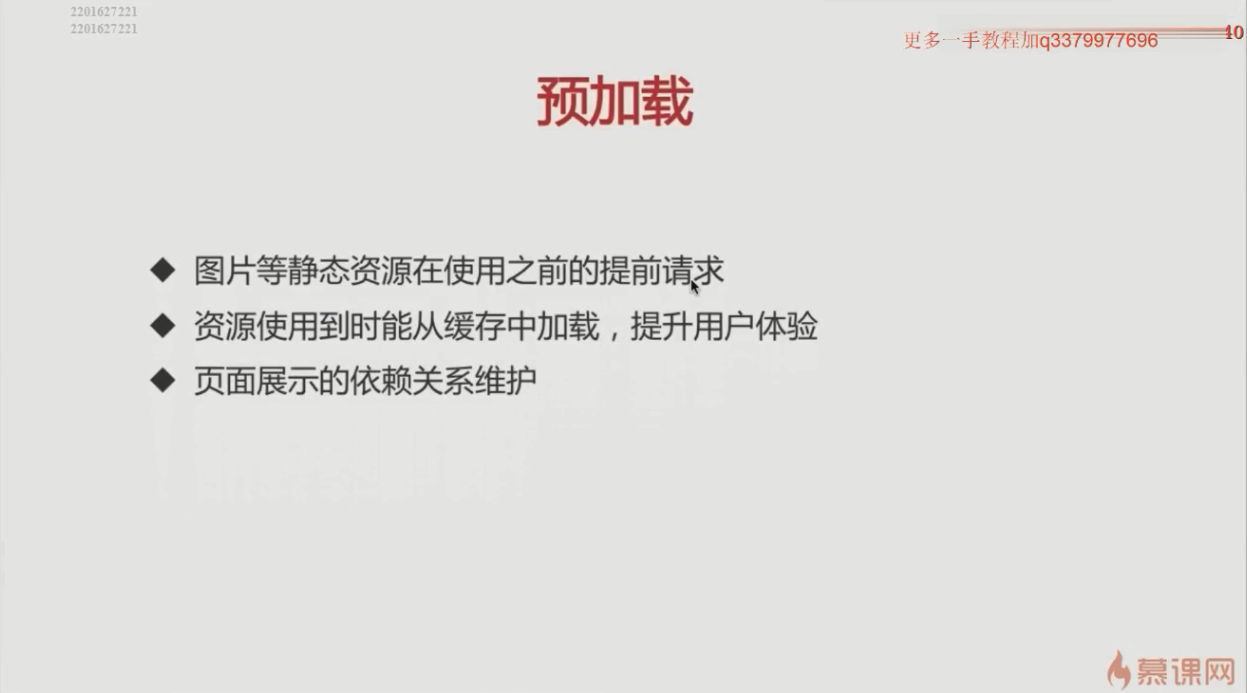 2201627221
2201627221
更多一手教程加q3379977696
40
预加载
图片等静态资源在使用之前的提前请求
资源使用到时能从缓存中加载，提升用户体验
页面展示的依赖关系维护
慕课网